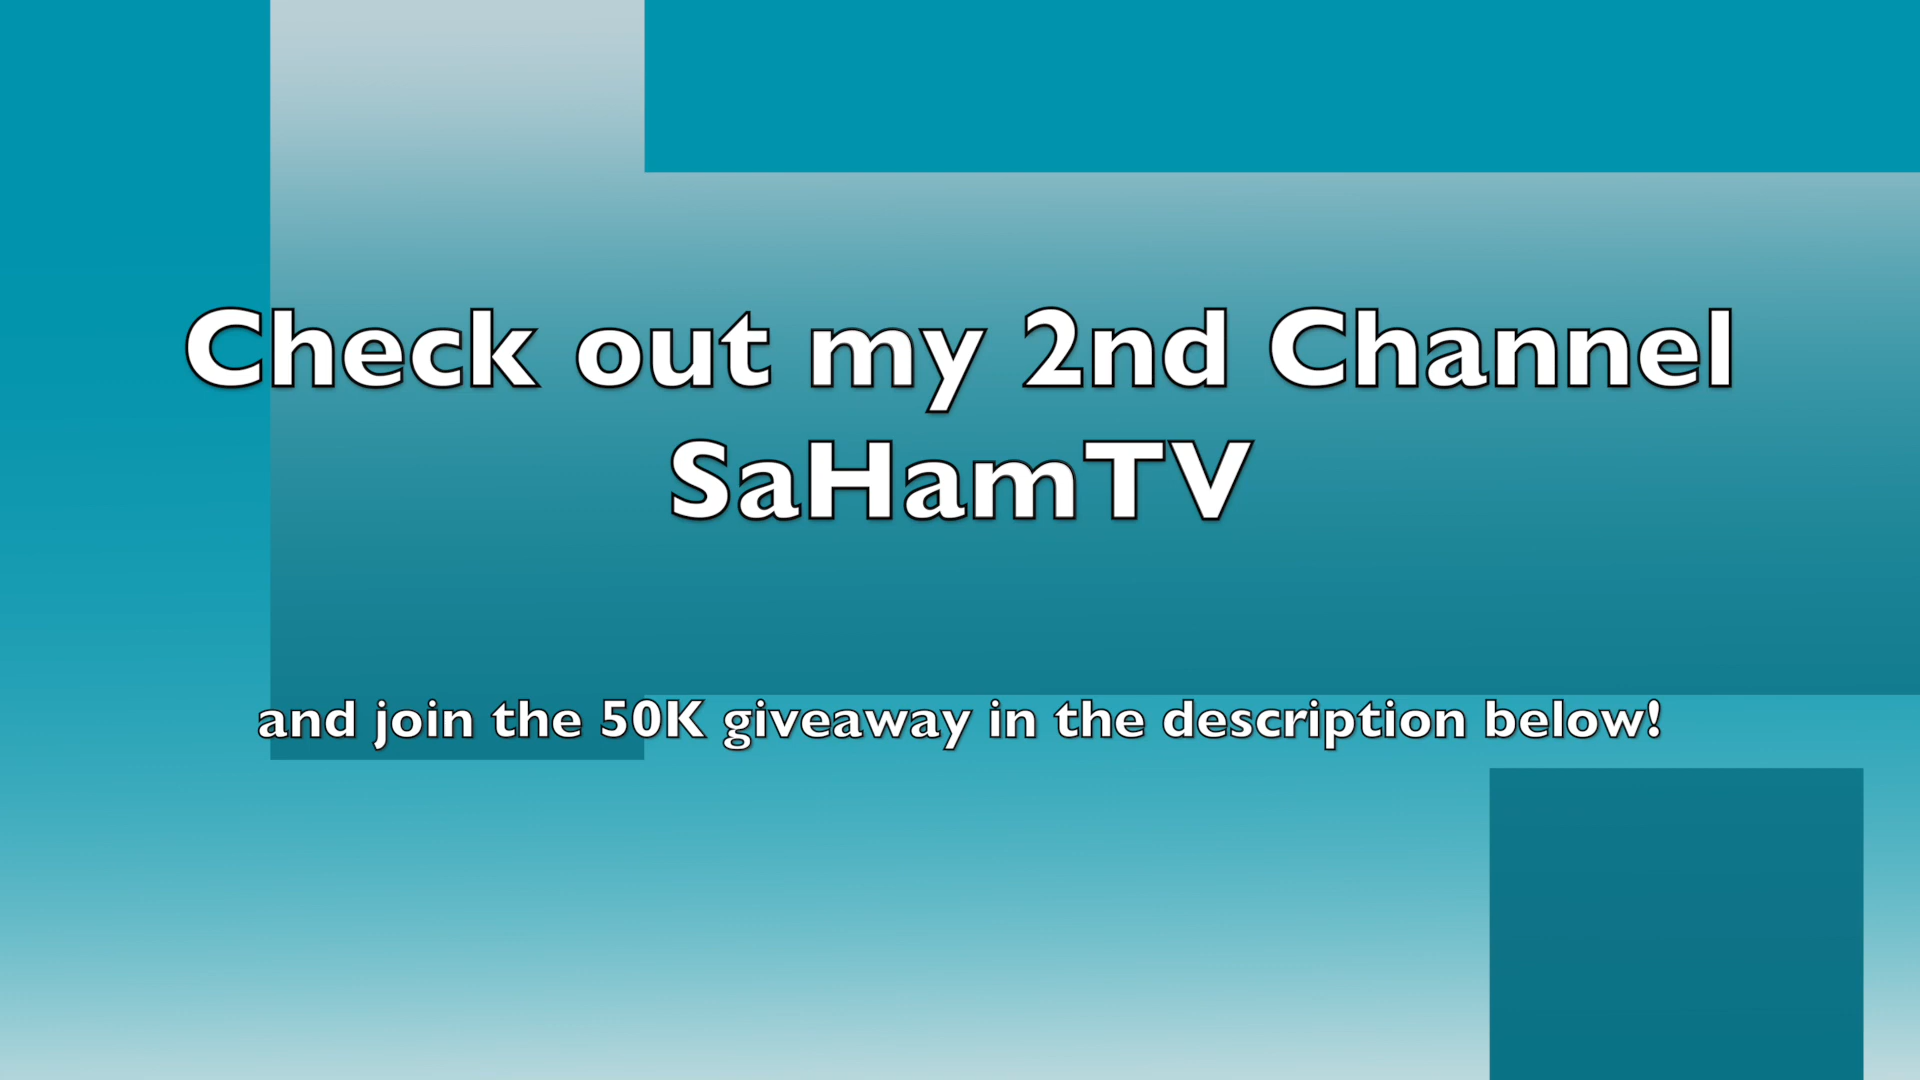 Check out my 2nd Channel
SaHamTV
and join the 50K giveaway in the description below!